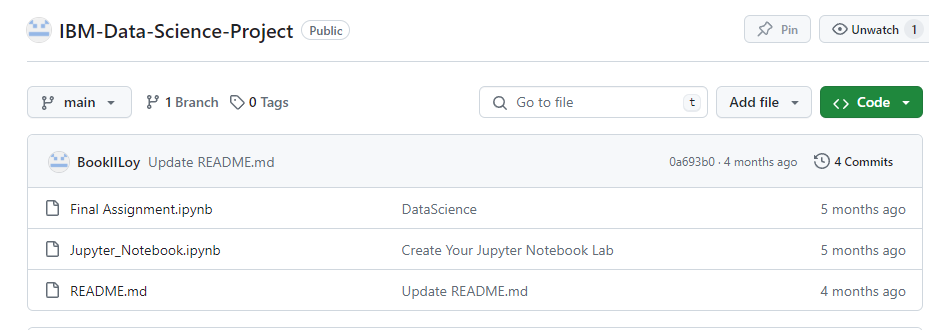 IBM-Data-Science-Project Public Pin Unwatch 1
main 1 Branch 0 Tags Go to file t Add file Code
BookIILoy Update README.md 0a693b0 · 4 months ago 4 Commits
Final Assignment.ipynb DataScience 5 months ago
Jupyter_Notebook.ipynb Create Your Jupyter Notebook Lab 5 months ago
README.md Update README.md 4 months ago